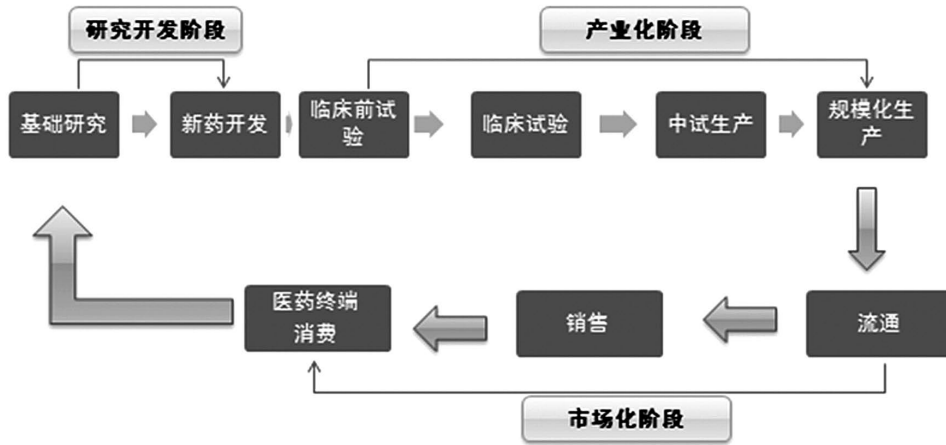 研究开发阶段
产业化阶段
基础研究
新药开发
临床前试
验
临床试验
中试生产
规模化生
产
医药终端
消费
销售
流通
市场化阶段